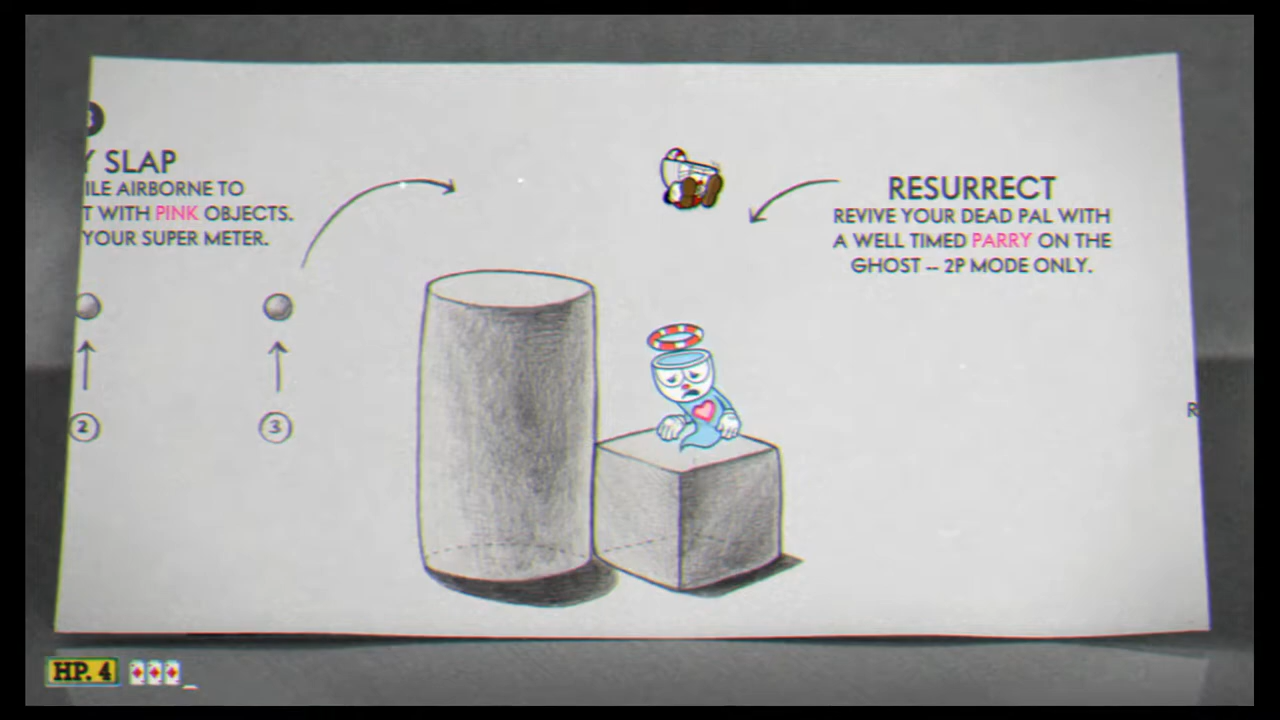 Y SLAP
ILE AIRBORNE TO
T WITH PINK OBJECTS.
YOUR SUPER METER.
2
3
RESURRECT
REVIVE YOUR DEAD PAL WITH
A WELL TIMED PARRY ON THE
GHOST -- 2P MODE ONLY.
R
HP. 4